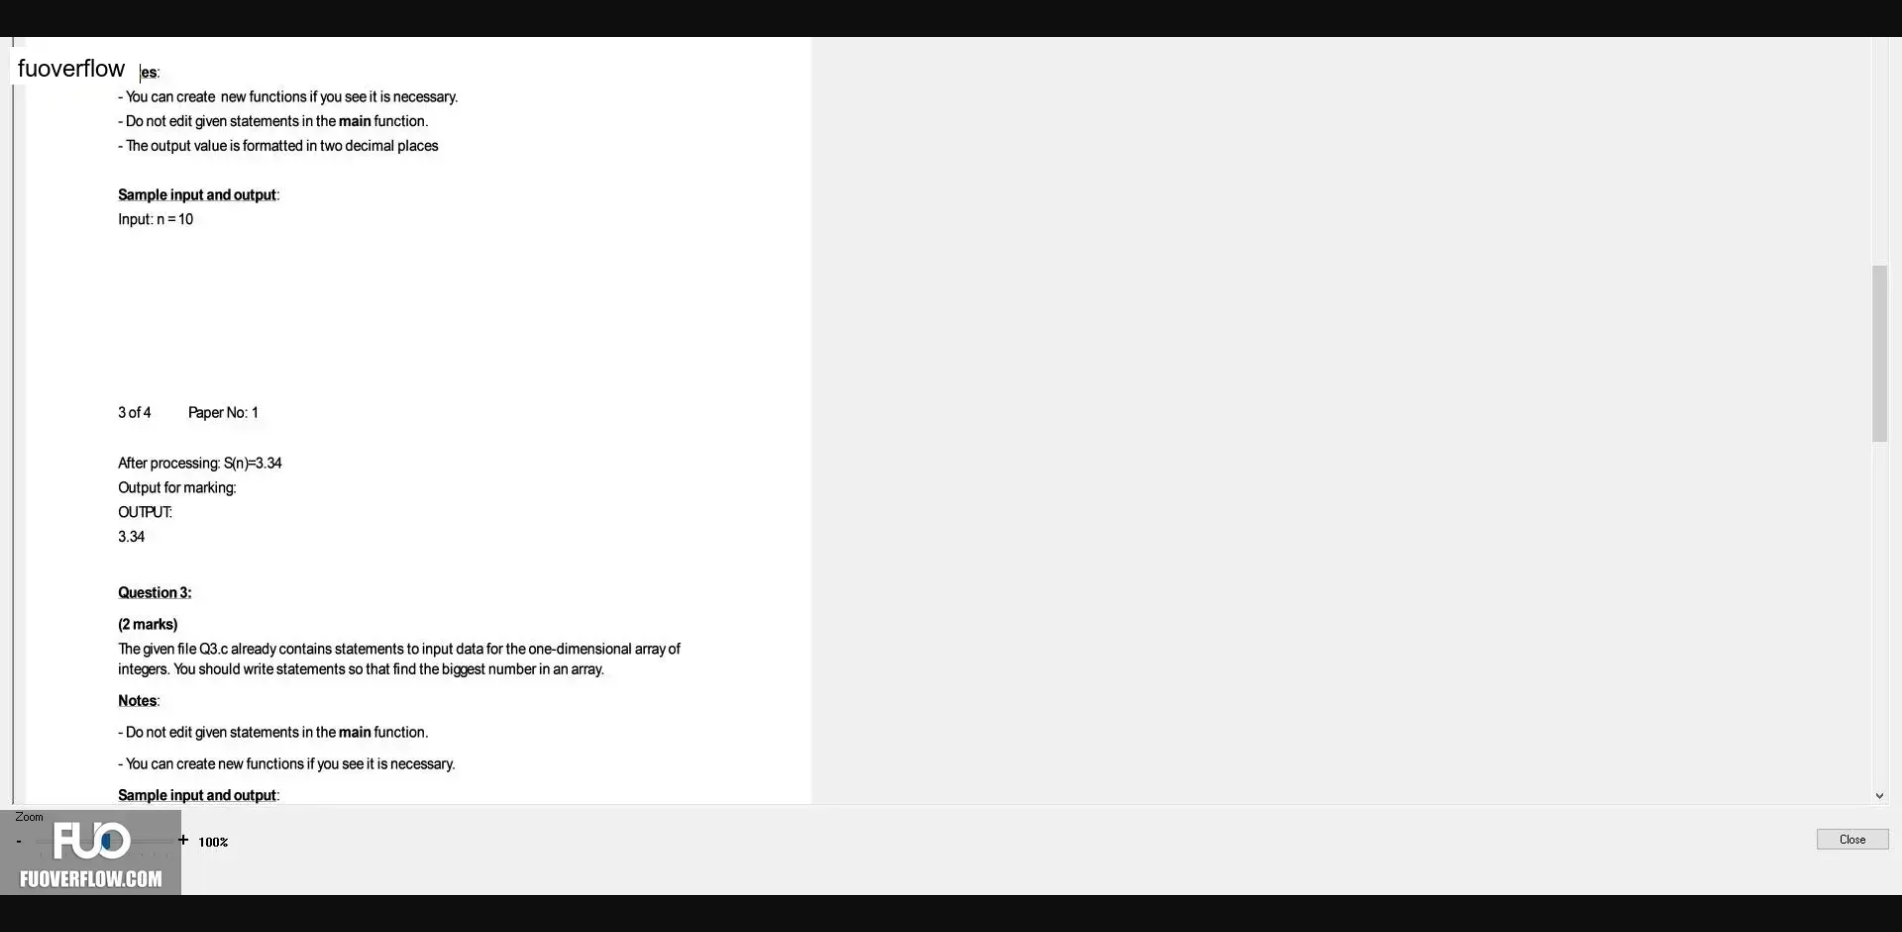 fuoverflow
es:
- You can create new functions if you see it is necessary.
- Do not edit given statements in the main function.
- The output value is formatted in two decimal places
Sample input and output:
Input: n = 10
3 of 4 Paper No: 1
After processing: S(n)=3.34
Output for marking:
OUTPUT:
3.34
Question 3:
(2 marks)
The given file Q3.c already contains statements to input data for the one-dimensional array of
integers. You should write statements so that find the biggest number in an array.
Notes:
- Do not edit given statements in the main function.
- You can create new functions if you see it is necessary.
Sample input and output:
Zoom
- + 100%
Close
FUO
FUOVERFLOW.COM